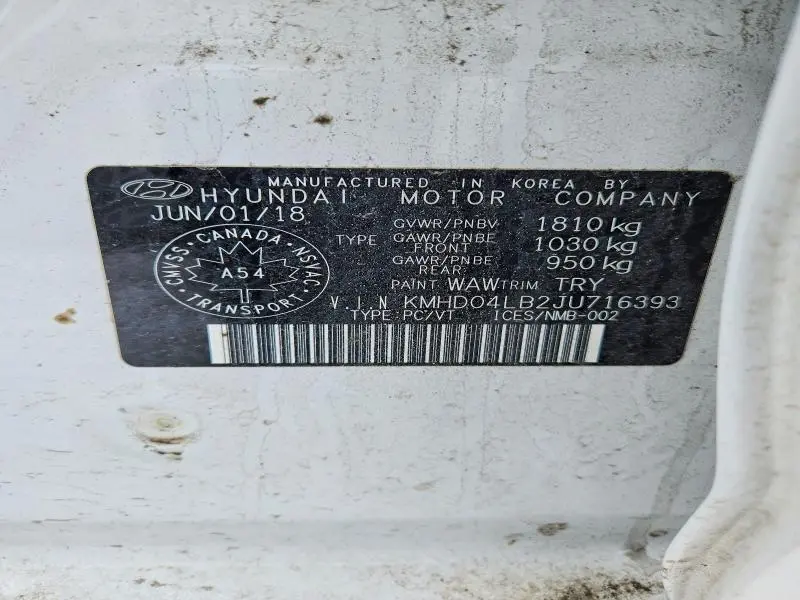 MANUFACTURED IN KOREA BY
HYUNDAI MOTOR COMPANY
JUN/01/18
GVWR/PNBV 1810 kg
TYPE GAWR/PNBE FRONT 1030 kg
GAWR/PNBE REAR 950 kg
PAINT WAW TRIM TRY
CANADA
CMVSS NSVAC
A54
TRANSPORT
V.I.N KMHD04LB2JU716393
TYPE: PC/VT ICES/NMB-002